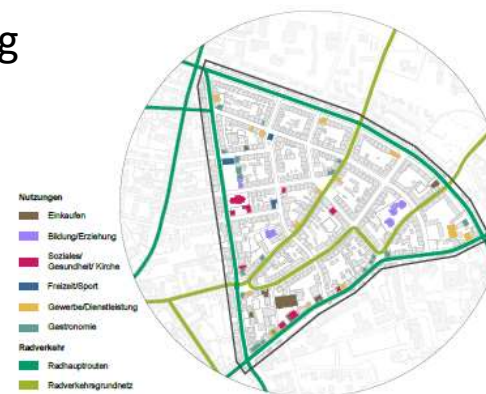 g
Nutzungen
Einkaufen
Bildung/Erziehung
Soziales/
Gesundheit/ Kirche
Freizeit/Sport
Gewerbe/Dienstleistung
Gastronomie
Radverkehr
Radhauptrouten
Radverkehrsgrundnetz